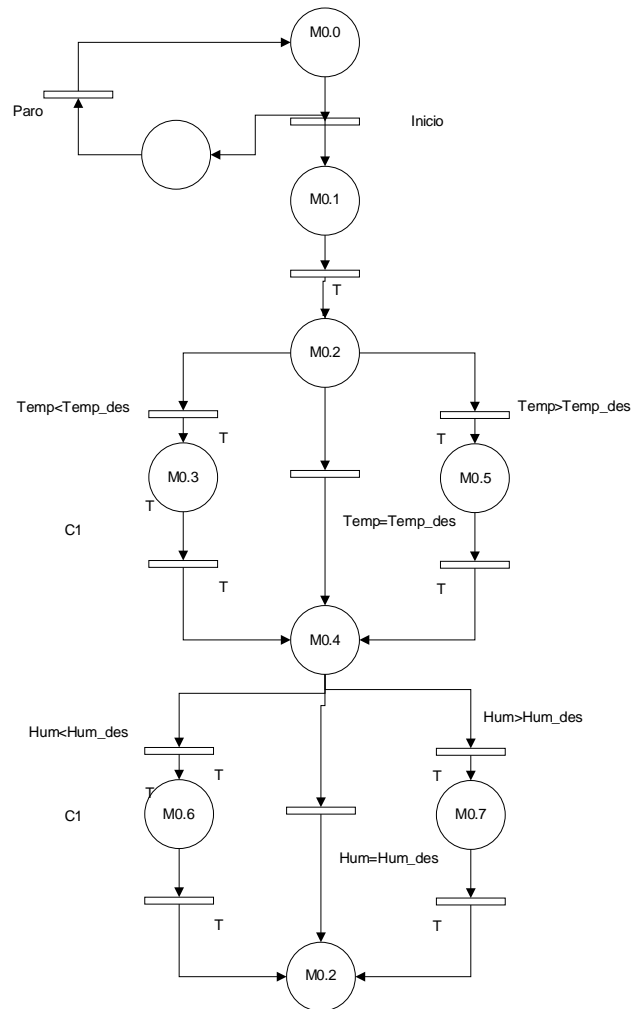 M0.0
Paro
Inicio
M0.1
T
M0.2
Temp<Temp_des
Temp>Temp_des
T
T
M0.3
M0.5
T
Temp=Temp_des
C1
T
T
M0.4
Hum<Hum_des
Hum>Hum_des
T
T
T
M0.6
M0.7
C1
Hum=Hum_des
T
T
M0.2